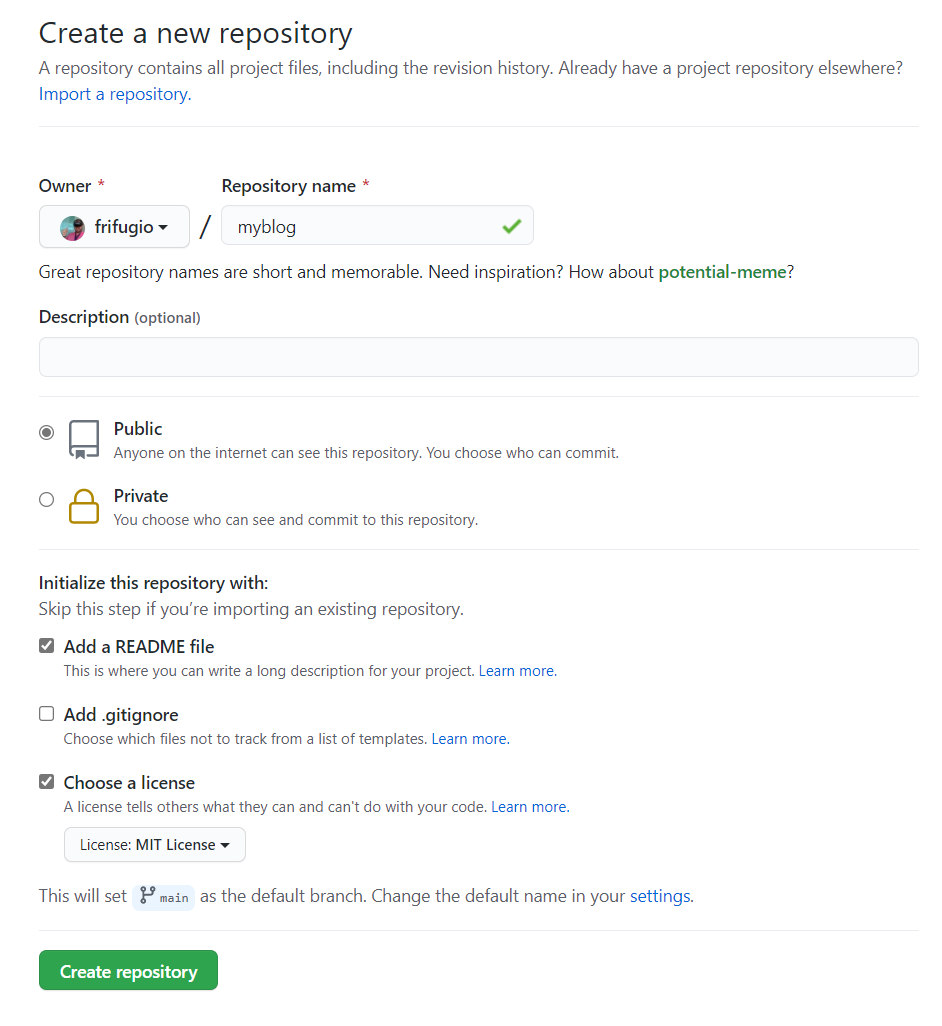 Create a new repository
A repository contains all project files, including the revision history. Already have a project repository elsewhere?
Import a repository.
Owner * Repository name *
frifugio / myblog
Great repository names are short and memorable. Need inspiration? How about potential-meme?
Description (optional)
Public
Anyone on the internet can see this repository. You choose who can commit.
Private
You choose who can see and commit to this repository.
Initialize this repository with:
Skip this step if you’re importing an existing repository.
Add a README file
This is where you can write a long description for your project. Learn more.
Add .gitignore
Choose which files not to track from a list of templates. Learn more.
Choose a license
A license tells others what they can and can't do with your code. Learn more.
License: MIT License
This will set main as the default branch. Change the default name in your settings.
Create repository